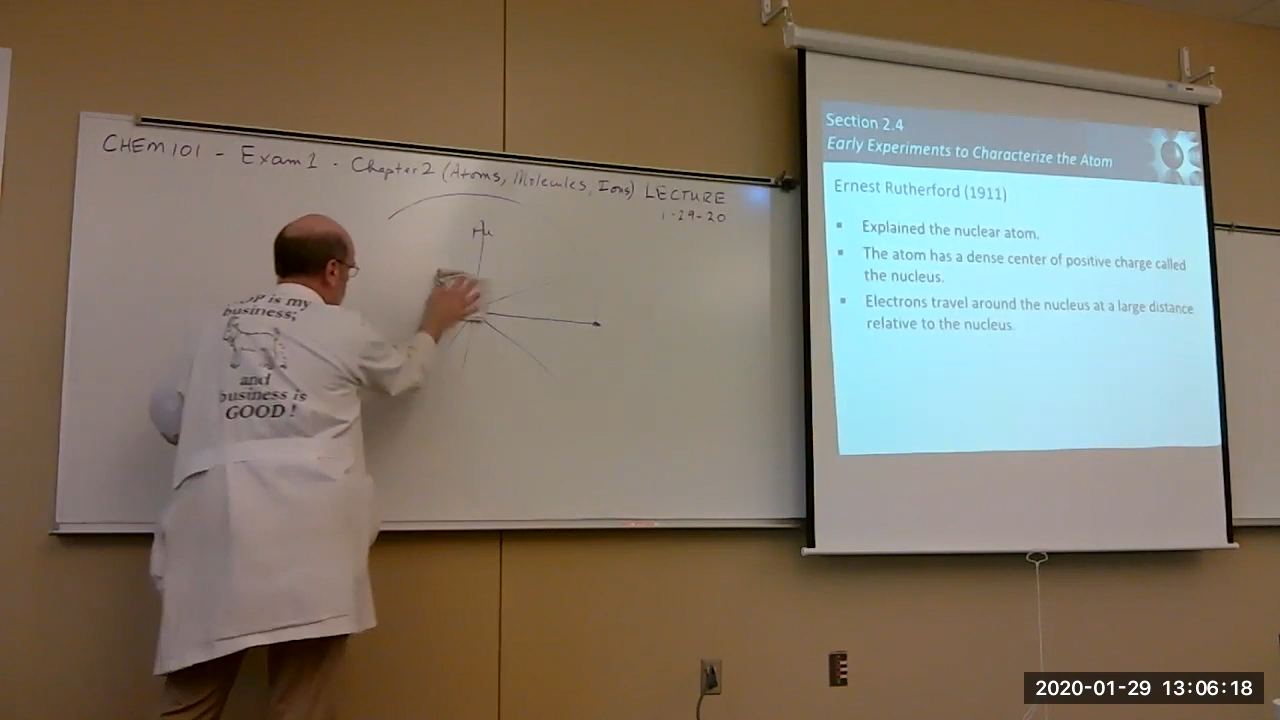 CHEM 101 - Exam 1 - Chapter 2 (Atoms, Molecules, Ions) LECTURE
1-29-20
Au
is my
business;
and
business is
GOOD!
Section 2.4
Early Experiments to Characterize the Atom
Ernest Rutherford (1911)
▪ Explained the nuclear atom.
▪ The atom has a dense center of positive charge called
the nucleus.
▪ Electrons travel around the nucleus at a large distance
relative to the nucleus.
2020-01-29 13:06:18